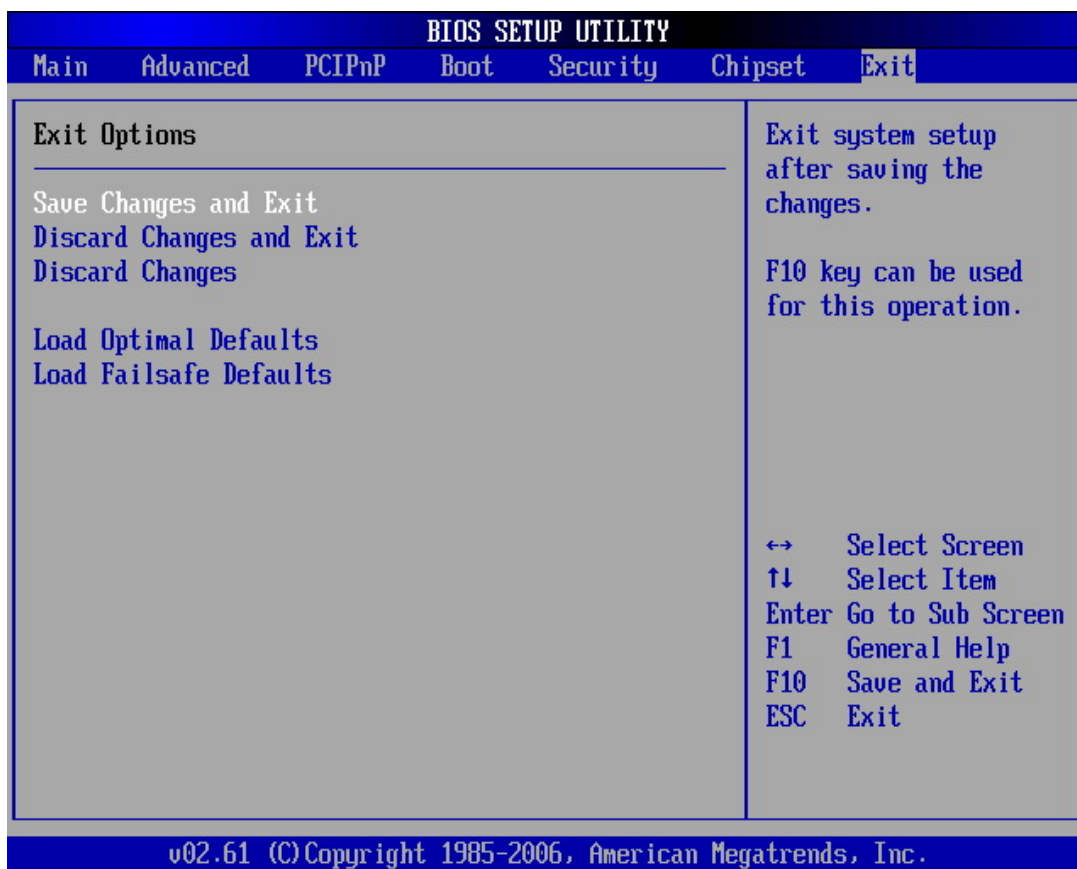 BIOS SETUP UTILITY
Main Advanced PCIPnP Boot Security Chipset Exit
Exit Options
Save Changes and Exit
Discard Changes and Exit
Discard Changes
Load Optimal Defaults
Load Failsafe Defaults
Exit system setup
after saving the
changes.
F10 key can be used
for this operation.
↔ Select Screen
↑↓ Select Item
Enter Go to Sub Screen
F1 General Help
F10 Save and Exit
ESC Exit
v02.61 (C)Copyright 1985-2006, American Megatrends, Inc.